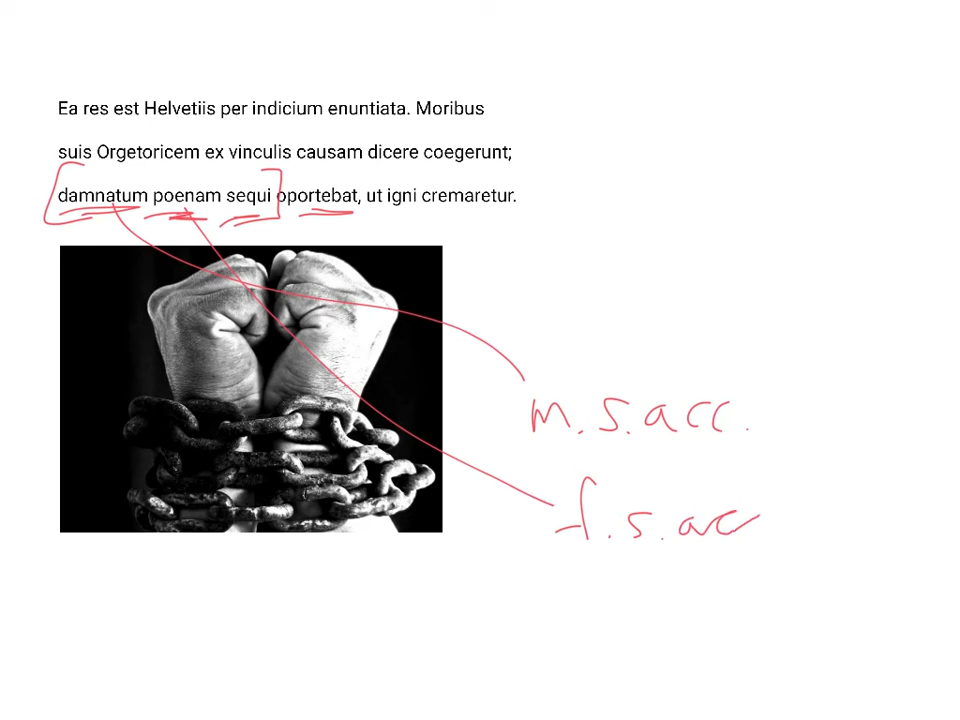 Ea res est Helvetiis per indicium enuntiata. Moribus
suis Orgetoricem ex vinculis causam dicere coegerunt;
damnatum poenam sequi oportebat, ut igni cremaretur.
m. s. acc.
f. s. acc